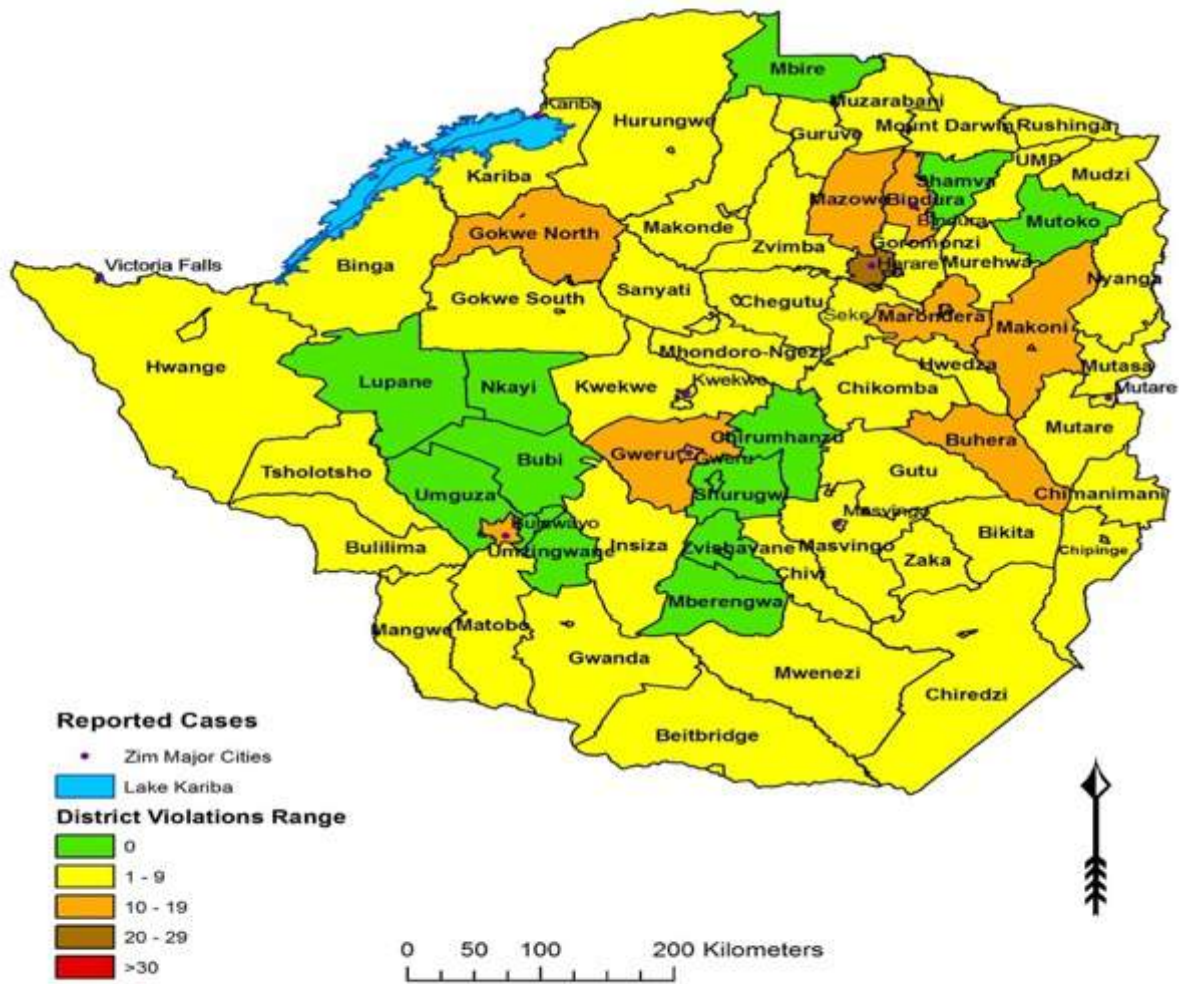 Mbire
Muzarabani
Kariba
Hurungwe
Guruve
Mount Darwin
Rushinga
UMP
Kariba
Shamva
Mudzi
Mazowe
Bindura
Bindura
Mutoko
Gokwe North
Makonde
Zvimba
Goromonzi
Harare
Murehwa
Victoria Falls
Binga
Nyanga
Gokwe South
Sanyati
Chegutu
Seke
Marondera
Makoni
Hwange
Mhondoro-Ngezi
Hwedza
Mutasa
Lupane
Nkayi
Kwekwe
Kwekwe
Chikomba
Mutare
Mutare
Buhera
Chirumhanzu
Gweru
Gweru
Bubi
Tsholotsho
Gutu
Umguza
Shurugwi
Chimanimani
Masvingo
Bulawayo
Bikita
Bulilima
Umzingwane
Insiza
Zvishavane
Masvingo
Zaka
Chipinge
Chivi
Mberengwa
Mangwe
Matobo
Gwanda
Mwenezi
Chiredzi
Beitbridge
Reported Cases
Zim Major Cities
Lake Kariba
District Violations Range
0
1 - 9
10 - 19
20 - 29
>30
0 50 100 200 Kilometers